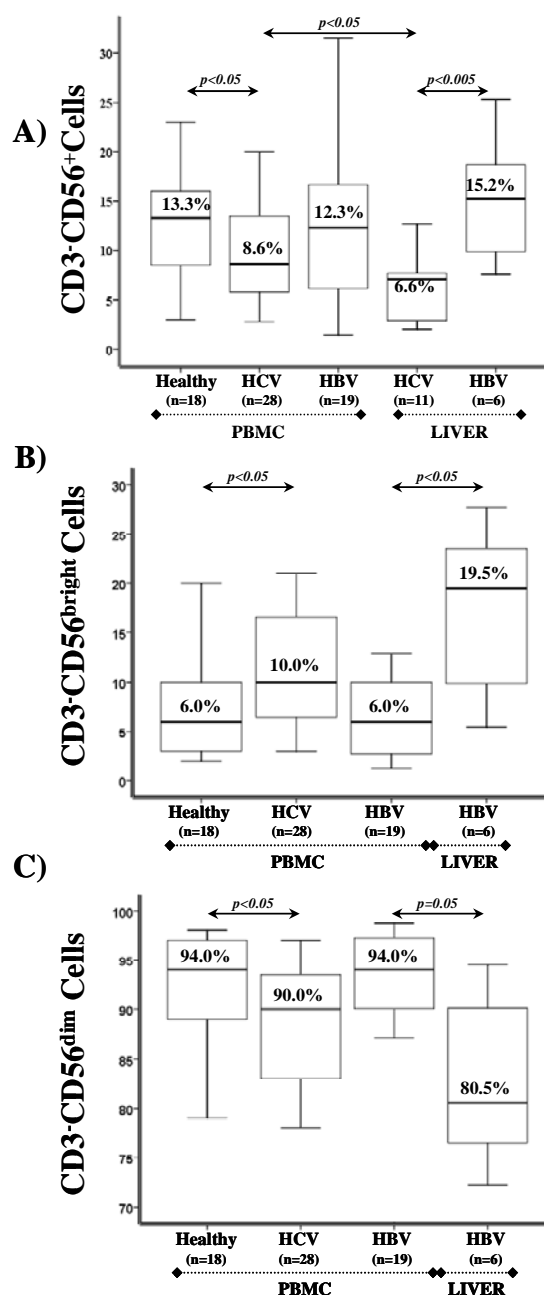 A)
CD3-CD56+Cells
p<0.05
p<0.05
p<0.005
30
25
20
15
10
5
0
13.3%
8.6%
12.3%
6.6%
15.2%
Healthy HCV HBV HCV HBV
(n=18) (n=28) (n=19) (n=11) (n=6)
PBMC LIVER
B)
CD3-CD56bright Cells
p<0.05 p<0.05
30
25
20
15
10
5
0
6.0%
10.0%
6.0%
19.5%
Healthy HCV HBV HBV
(n=18) (n=28) (n=19) (n=6)
PBMC LIVER
C)
CD3-CD56dim Cells
p<0.05 p=0.05
100
95
90
85
80
75
70
94.0%
90.0%
94.0%
80.5%
Healthy HCV HBV HBV
(n=18) (n=28) (n=19) (n=6)
PBMC LIVER